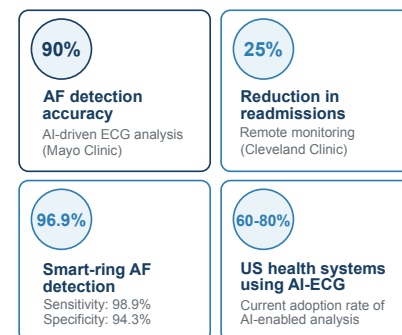 90%
AF detection
accuracy
AI-driven ECG analysis
(Mayo Clinic)
25%
Reduction in
readmissions
Remote monitoring
(Cleveland Clinic)
96.9%
Smart-ring AF
detection
Sensitivity: 98.9%
Specificity: 94.3%
60-80%
US health systems
using AI-ECG
Current adoption rate of
AI-enabled analysis